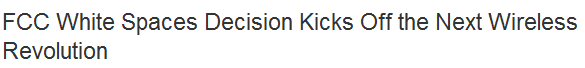 FCC White Spaces Decision Kicks Off the Next Wireless
Revolution